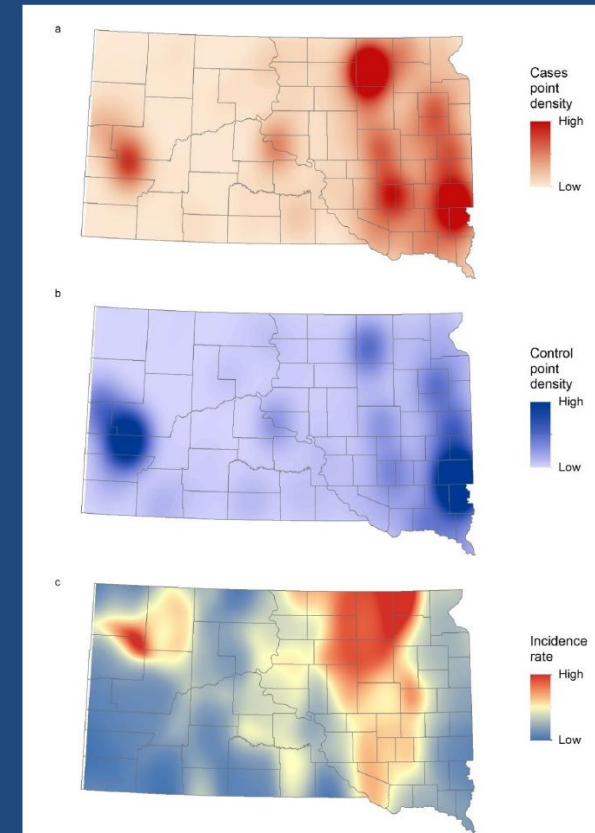 a
Cases
point
density
High
Low
b
Control
point
density
High
Low
c
Incidence
rate
High
Low